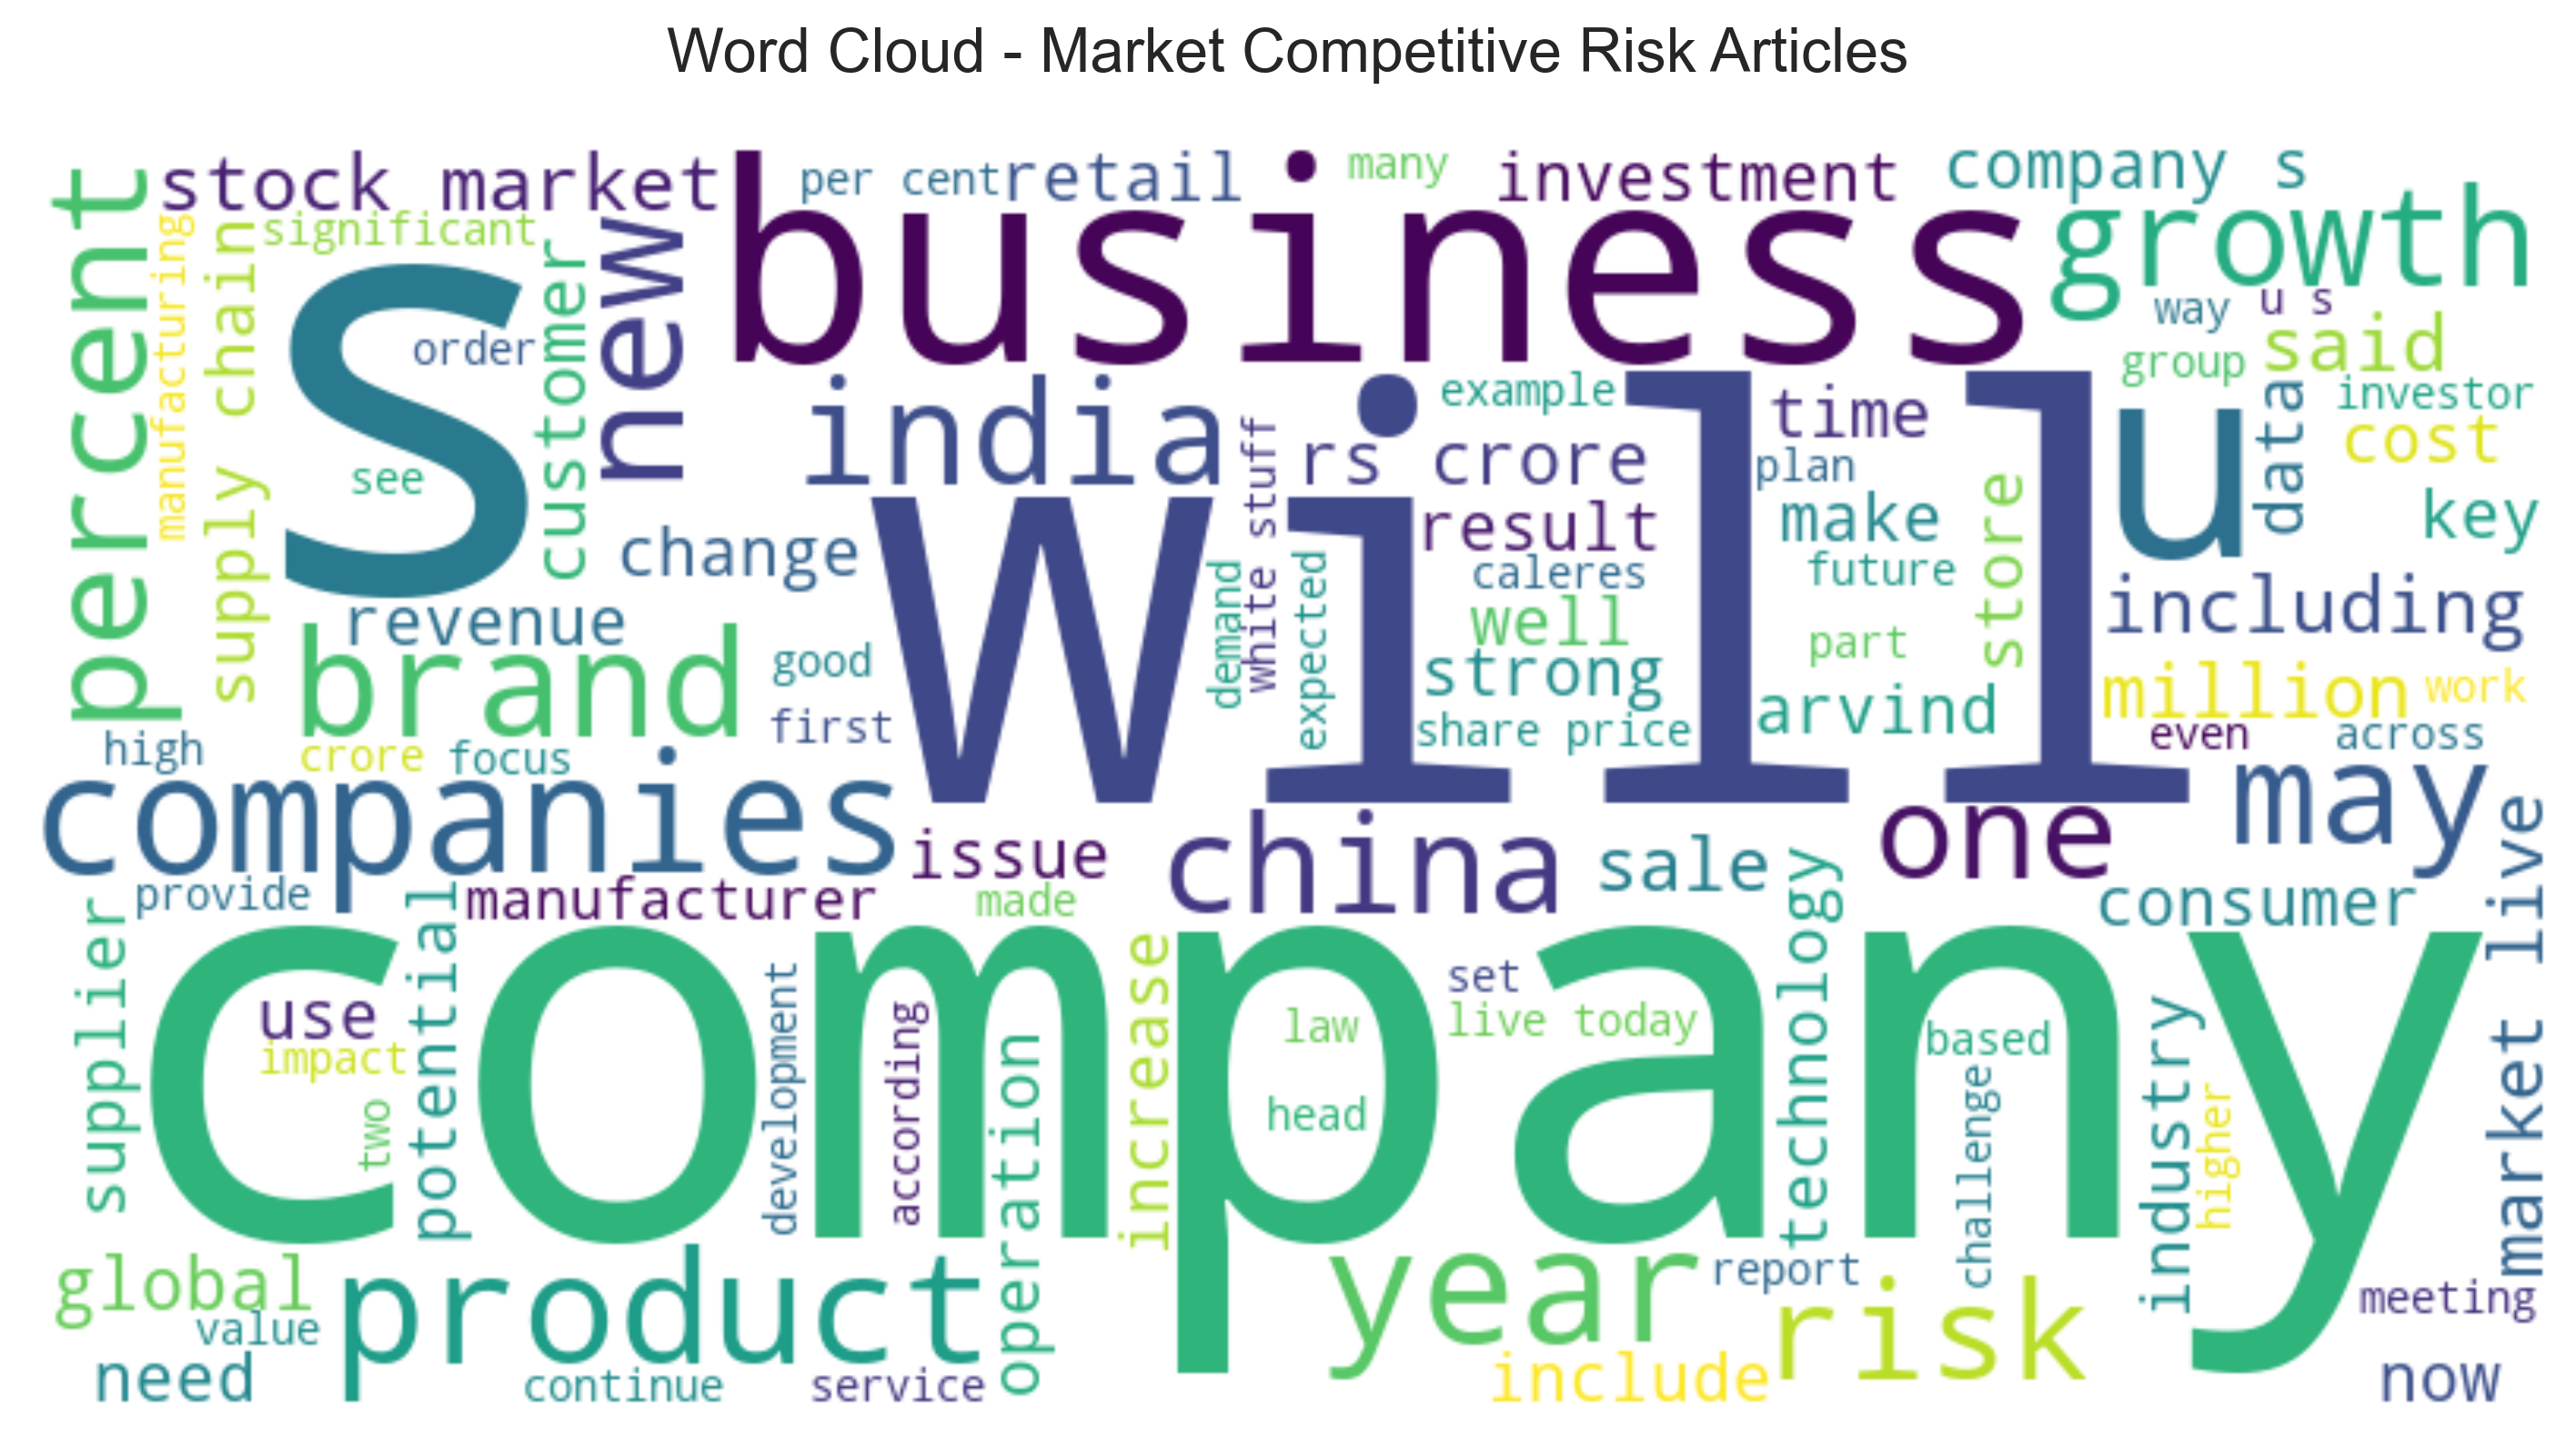 Word Cloud - Market Competitive Risk Articles
percent
stock market
manufacturing
supply chain
significant
s
order
see
customer
new
business
per cent
retail
many
investment
company s
growth
way
u s
group
said
india
white stuff
rs crore
example
time
plan
make
result
caleres
future
store
u
data
investor
cost
key
change
will
revenue
brand
good
first
demand
expected
well
strong
share price
part
arvind
including
million
work
even
across
high
crore
focus
companies
may
issue
china
sale
one
market live
provide
manufacturer
made
technology
consumer
supplier
potential
company
use
impact
two
development
according
operation
increase
law
head
set
live today
based
challenge
industry
higher
global
value
need
product
continue
service
year
report
include
risk
meeting
now